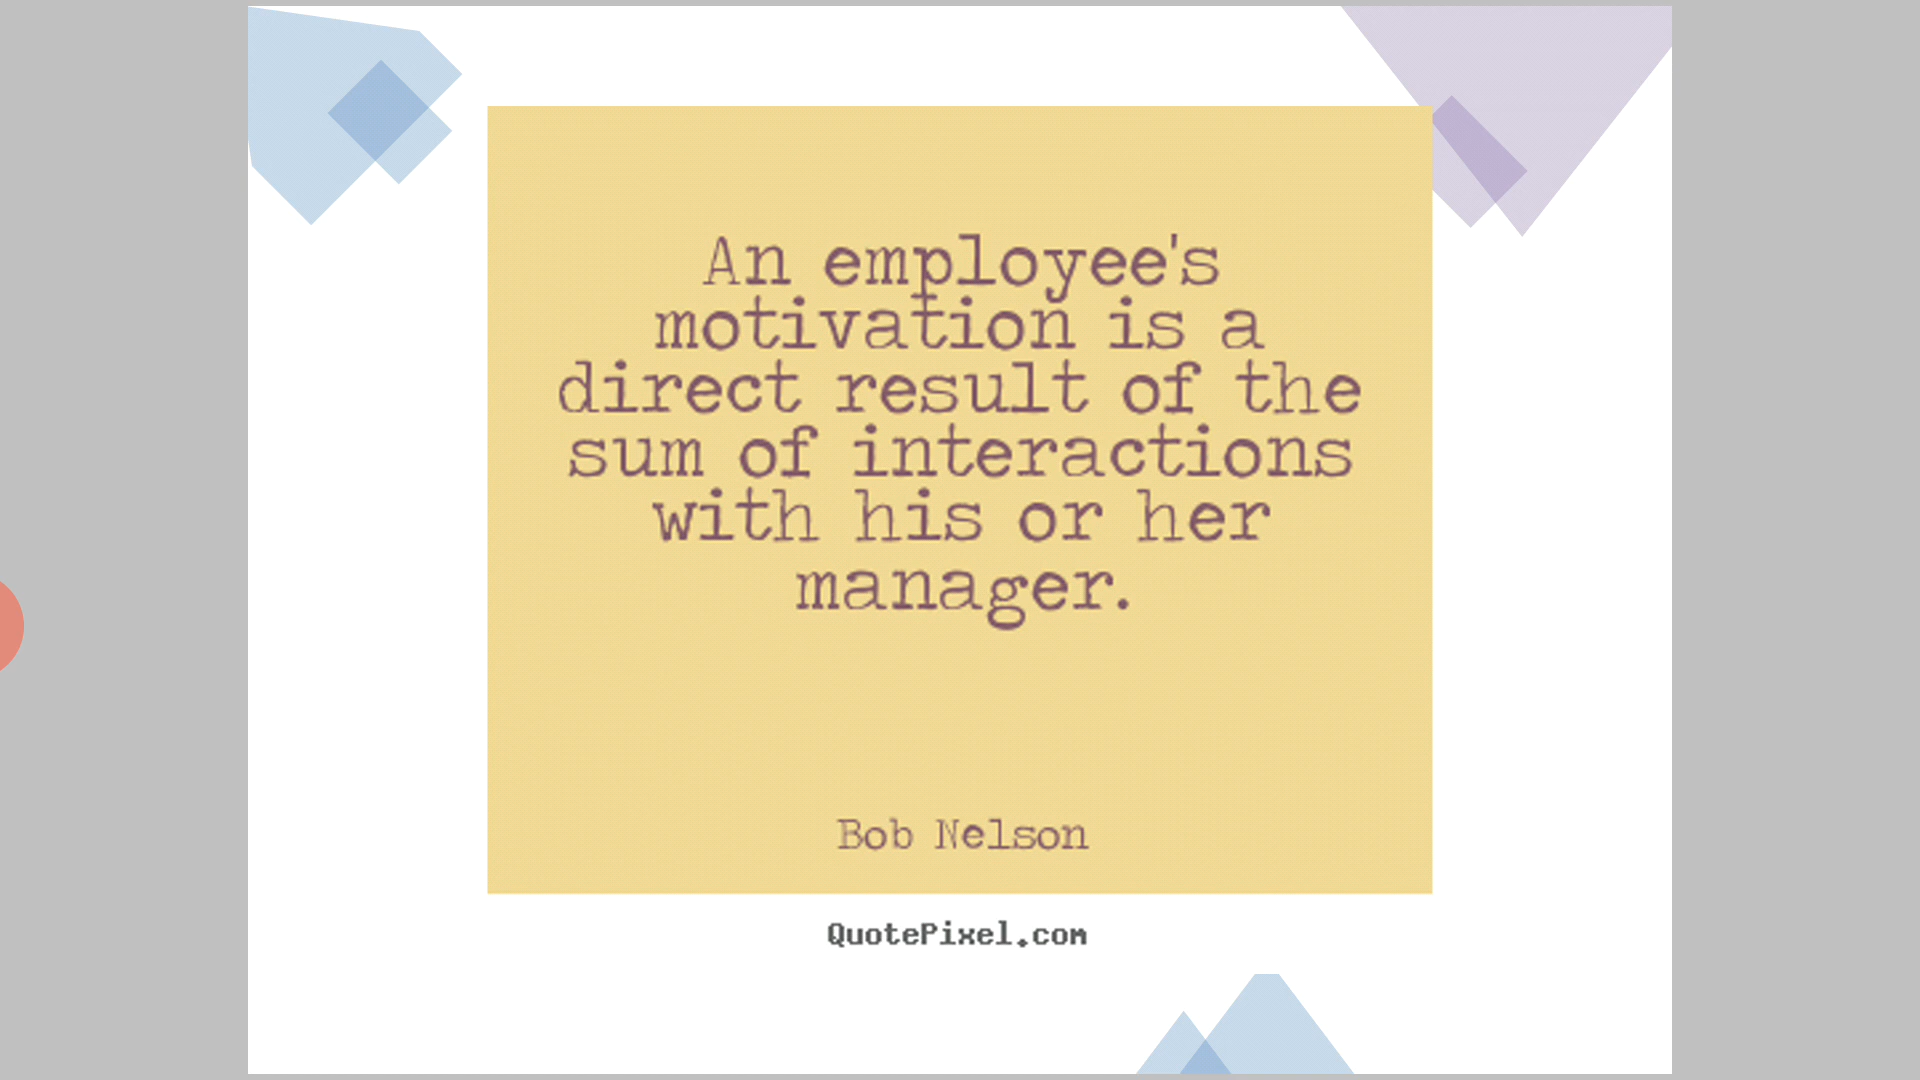 An employee's
motivation is a
direct result of the
sum of interactions
with his or her
manager.
Bob Nelson
QuotePixel.com